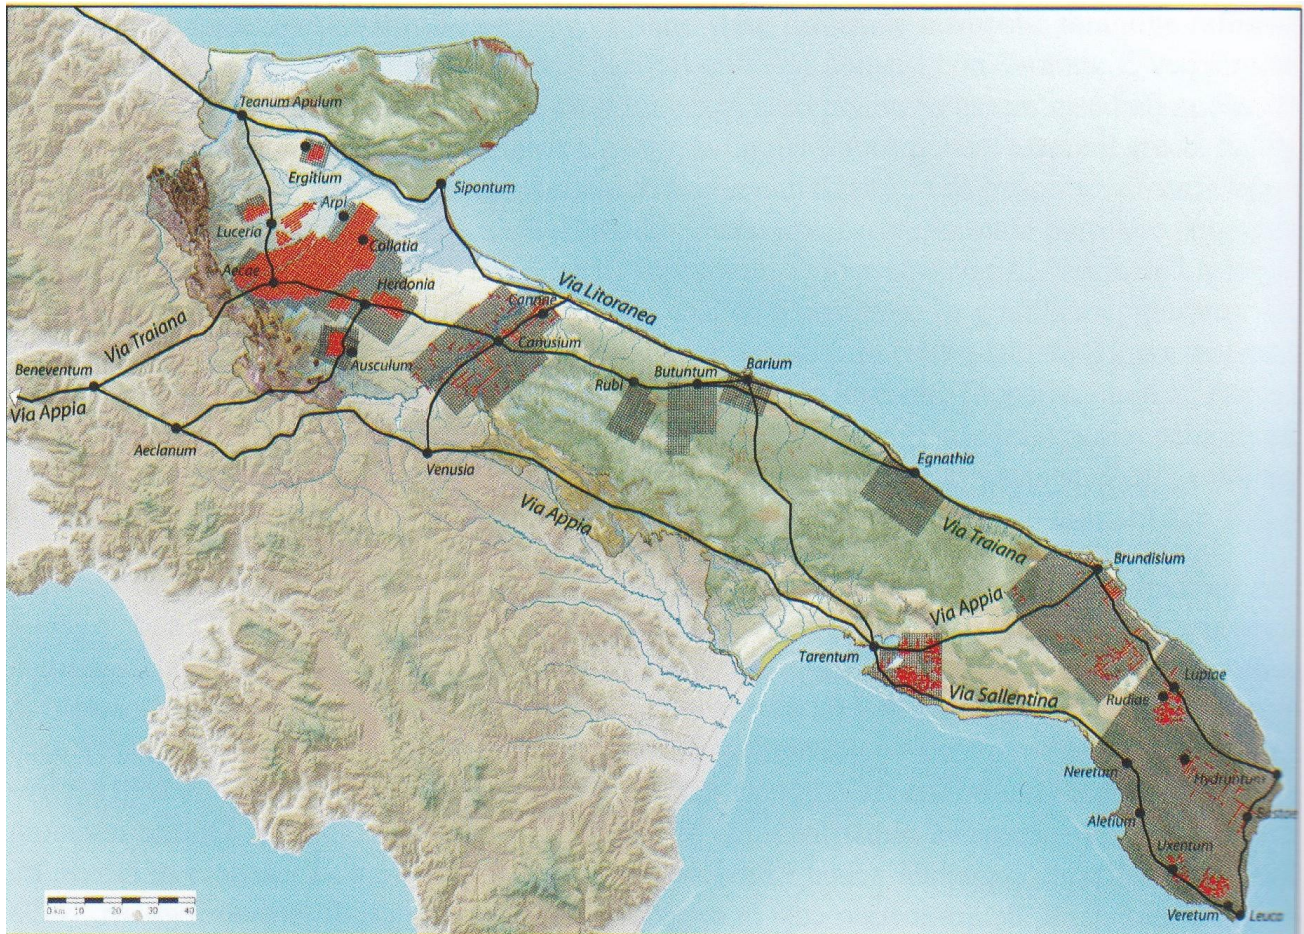 Teanum Apulum
Ergitium
Sipontum
Arpi
Luceria
Collatia
Aecae
Herdonia
Via Litoranea
Cannae
Via Traiana
Canusium
Ausculum
Barium
Butuntum
Rubi
Beneventum
Via Appia
Aeclanum
Venusia
Egnathia
Via Appia
Via Traiana
Brundisium
Via Appia
Tarentum
Via Sallentina
Lupiae
Rudiae
Neretum
Hydruntum
Aletium
Uxentum
Veretum
Leuca
0 km 10 20 30 40